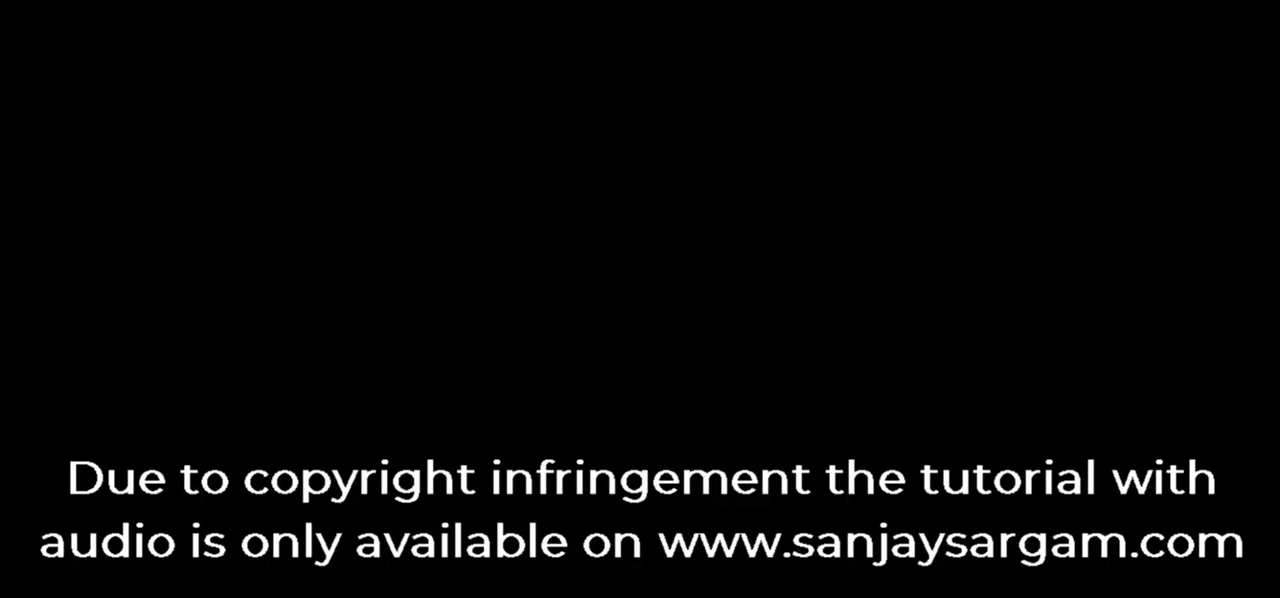 Due to copyright infringement the tutorial with
audio is only available on www.sanjaysargam.com